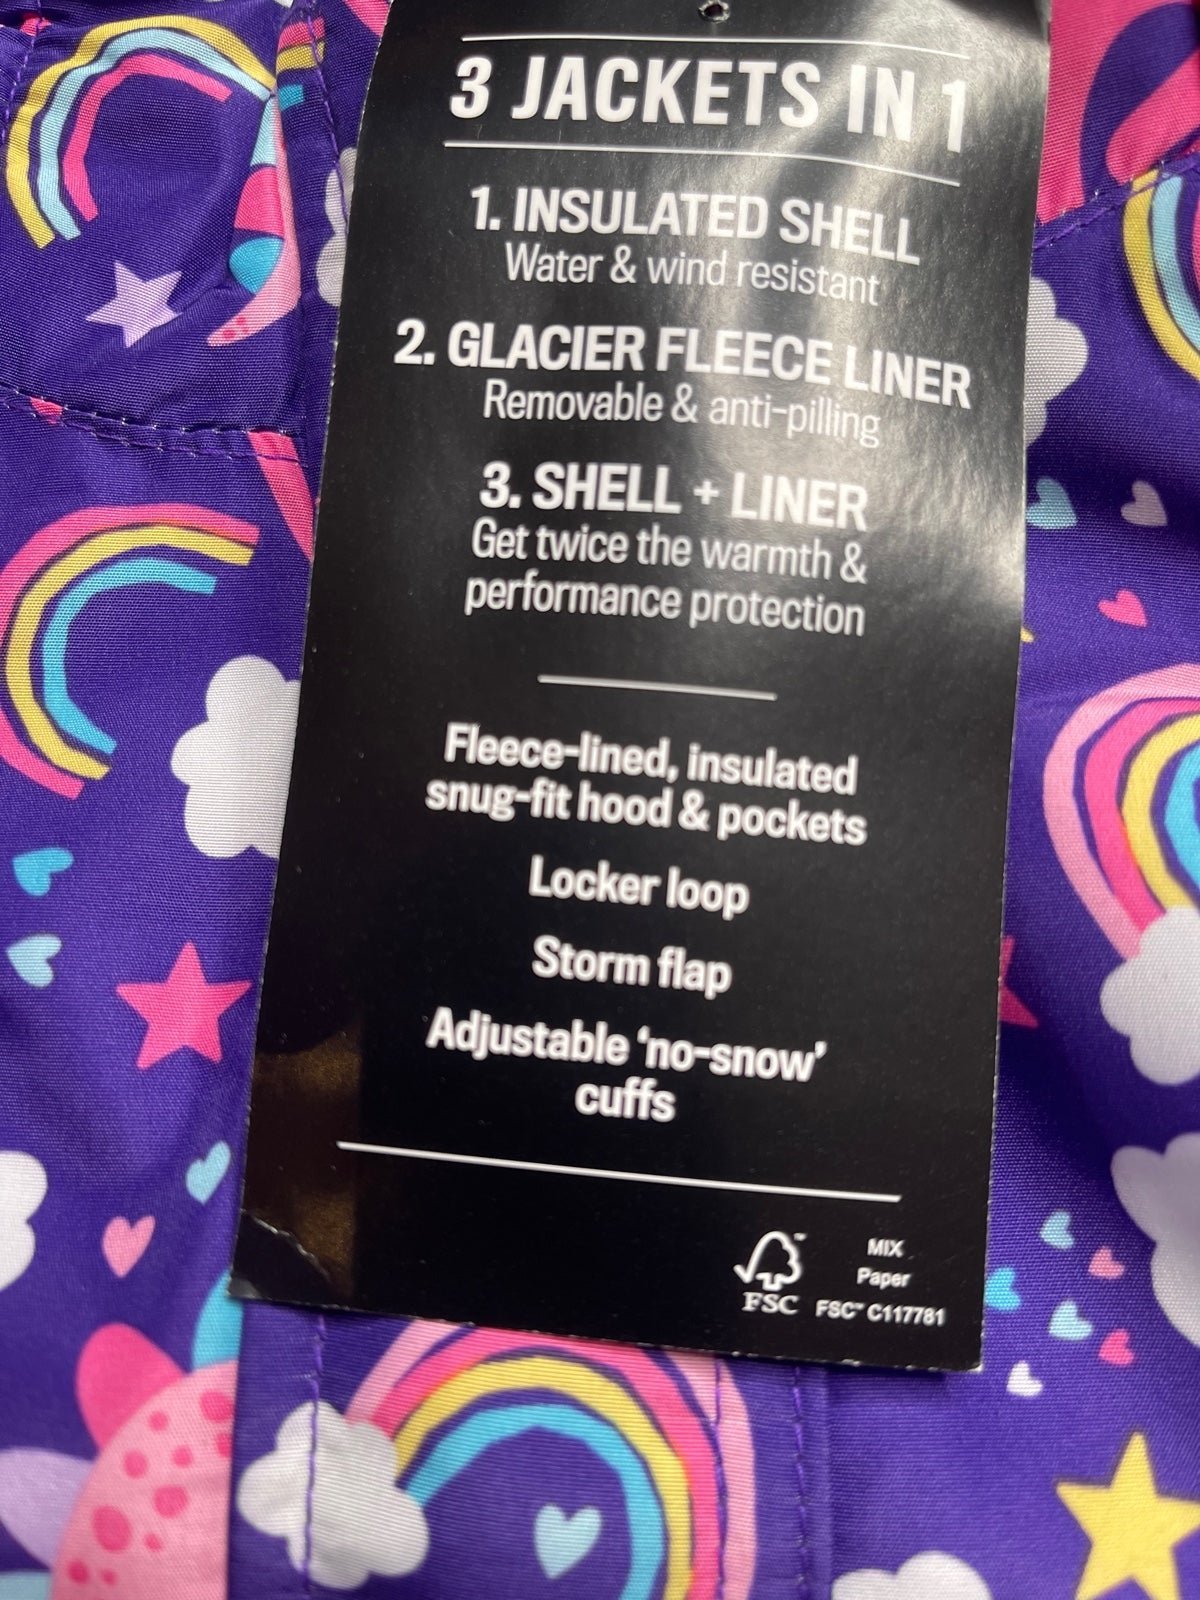 3 JACKETS IN 1
1. INSULATED SHELL
Water & wind resistant
2. GLACIER FLEECE LINER
Removable & anti-pilling
3. SHELL + LINER
Get twice the warmth &
performance protection
Fleece-lined, insulated
snug-fit hood & pockets
Locker loop
Storm flap
Adjustable ‘no-snow’
cuffs
MIX
Paper
FSC™ C117781
FSC